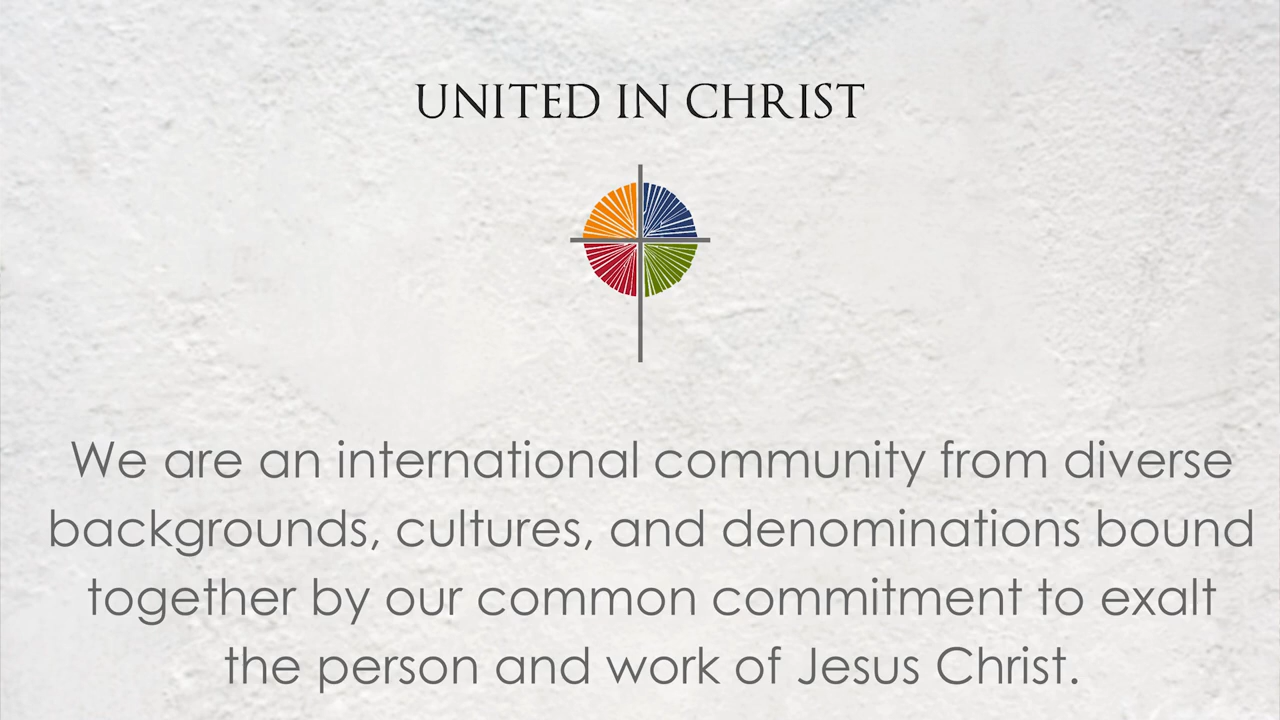 UNITED IN CHRIST
We are an international community from diverse
backgrounds, cultures, and denominations bound
together by our common commitment to exalt
the person and work of Jesus Christ.